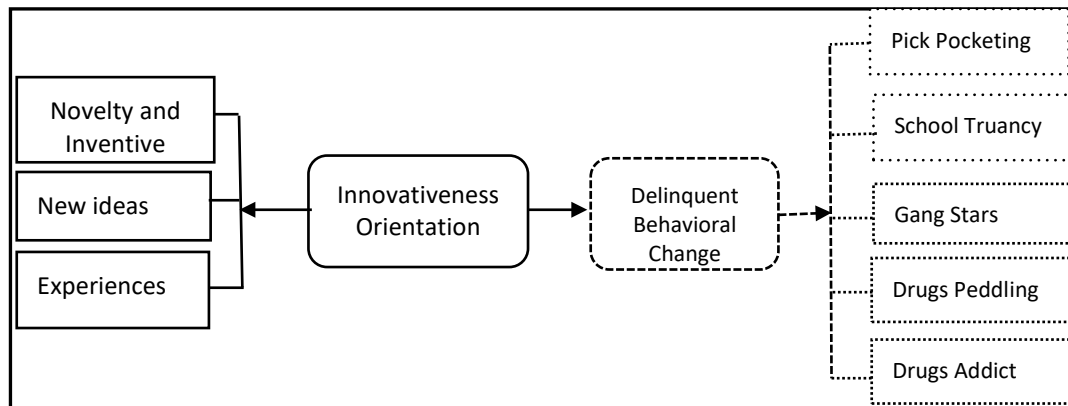 Novelty and
Inventive
New ideas
Experiences
Innovativeness
Orientation
Delinquent
Behavioral
Change
Pick Pocketing
School Truancy
Gang Stars
Drugs Peddling
Drugs Addict